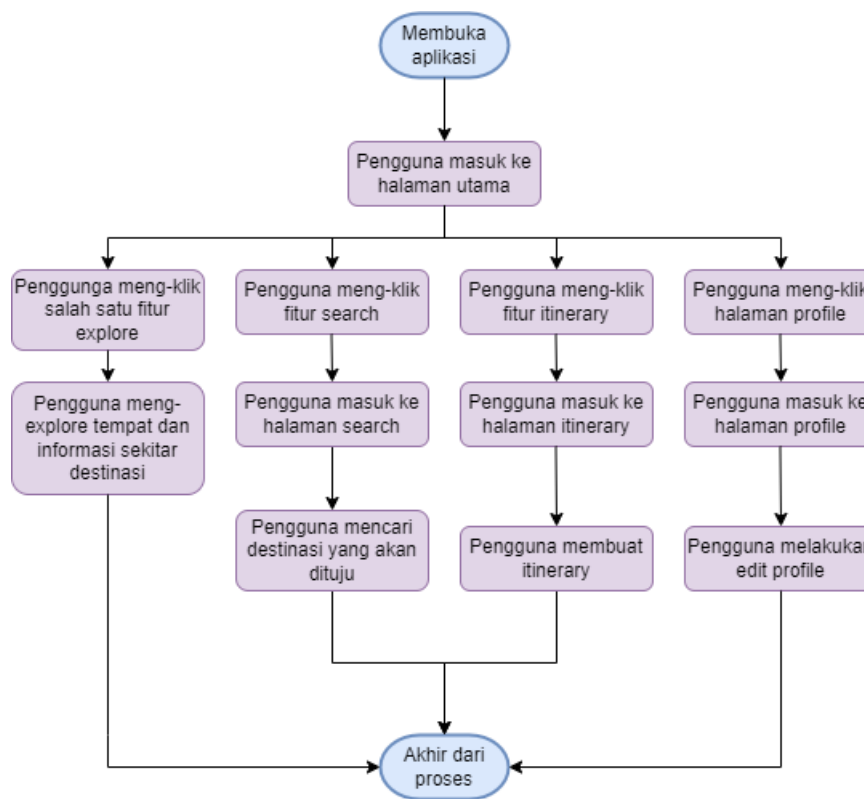 Membuka
aplikasi
Pengguna masuk ke
halaman utama
Penggunga meng-klik
salah satu fitur
explore
Pengguna meng-klik
fitur search
Pengguna meng-klik
fitur itinerary
Pengguna meng-klik
halaman profile
Pengguna meng-
explore tempat dan
informasi sekitar
destinasi
Pengguna masuk ke
halaman search
Pengguna masuk ke
halaman itinerary
Pengguna masuk ke
halaman profile
Pengguna mencari
destinasi yang akan
dituju
Pengguna membuat
itinerary
Pengguna melakukan
edit profile
Akhir dari
proses